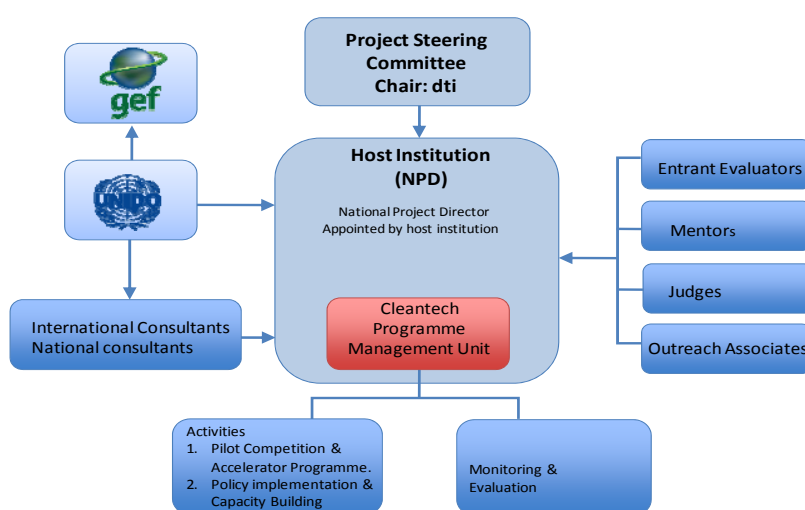 gef
Project Steering
Committee
Chair: dti
UNIDO
Host Institution
(NPD)
National Project Director
Appointed by host institution
Entrant Evaluators
Mentors
Judges
Outreach Associates
International Consultants
National consultants
Cleantech
Programme
Management Unit
Activities
1. Pilot Competition &
Accelerator Programme.
2. Policy implementation &
Capacity Building
Monitoring &
Evaluation